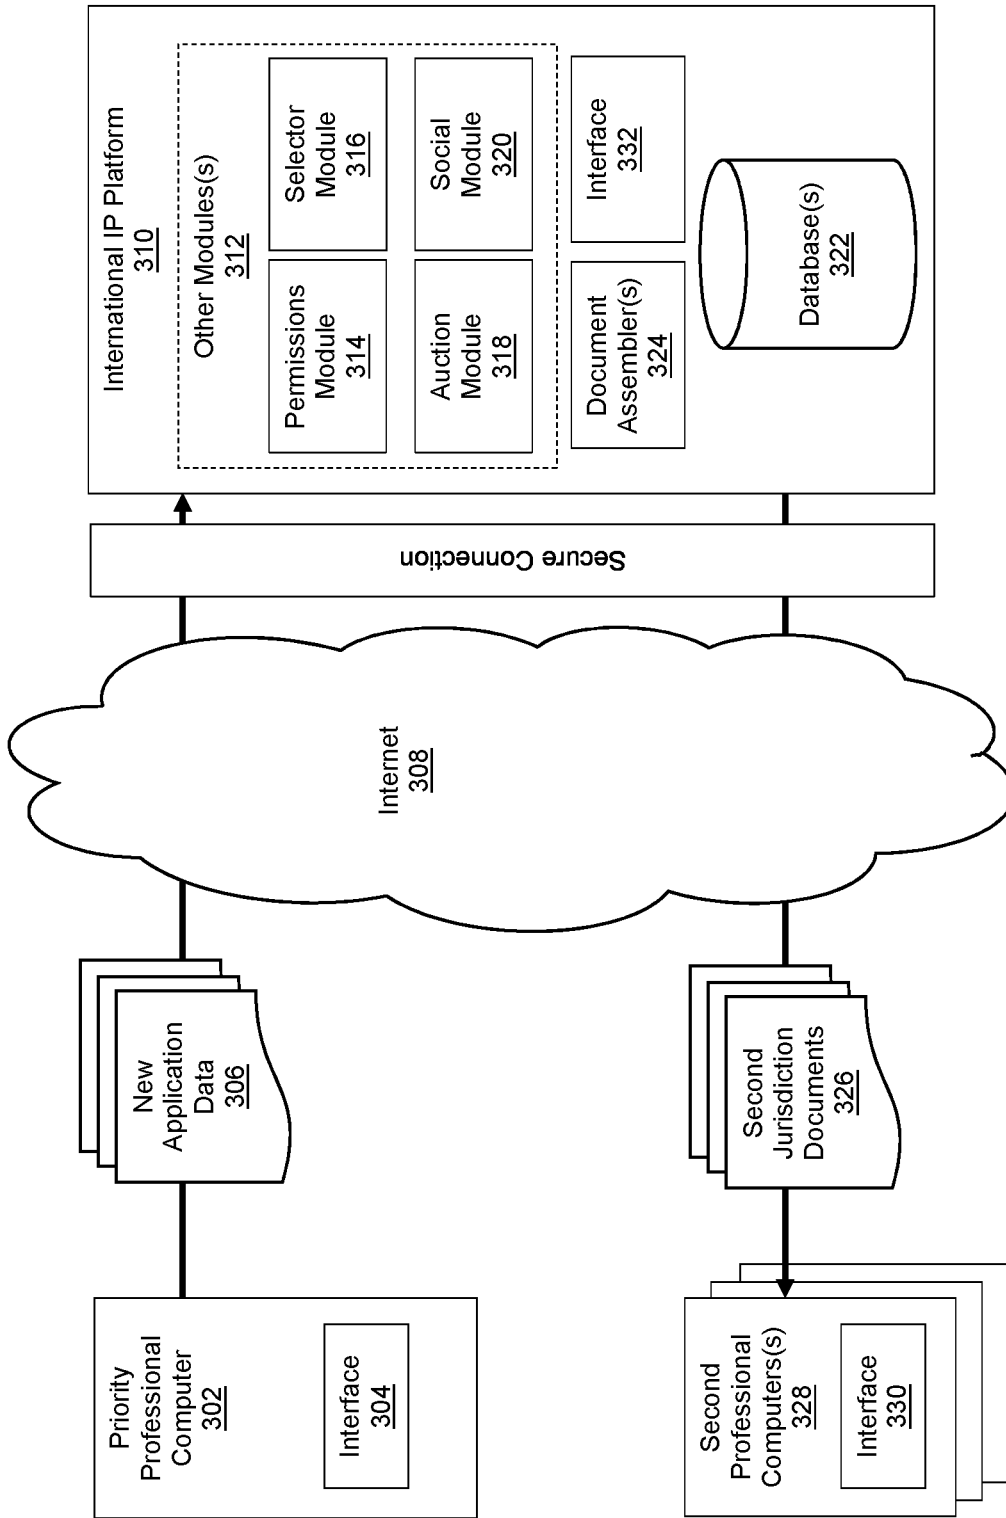 Priority
Professional
Computer
302
Interface
304
New
Application
Data
306
Internet
308
Secure Connection
International IP Platform
310
Other Modules(s)
312
Permissions
Module
314
Selector
Module
316
Auction
Module
318
Social
Module
320
Document
Assembler(s)
324
Interface
332
Database(s)
322
Second
Jurisdiction
Documents
326
Second
Professional
Computers(s)
328
Interface
330